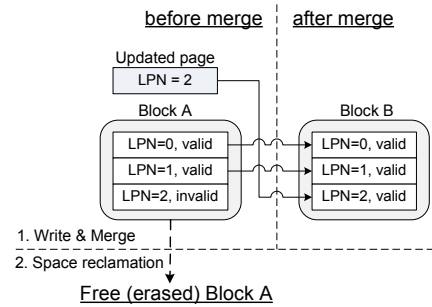 before merge
after merge
Updated page
LPN = 2
Block A
Block B
LPN=0, valid
LPN=0, valid
LPN=1, valid
LPN=1, valid
LPN=2, invalid
LPN=2, valid
1. Write & Merge
2. Space reclamation
Free (erased) Block A